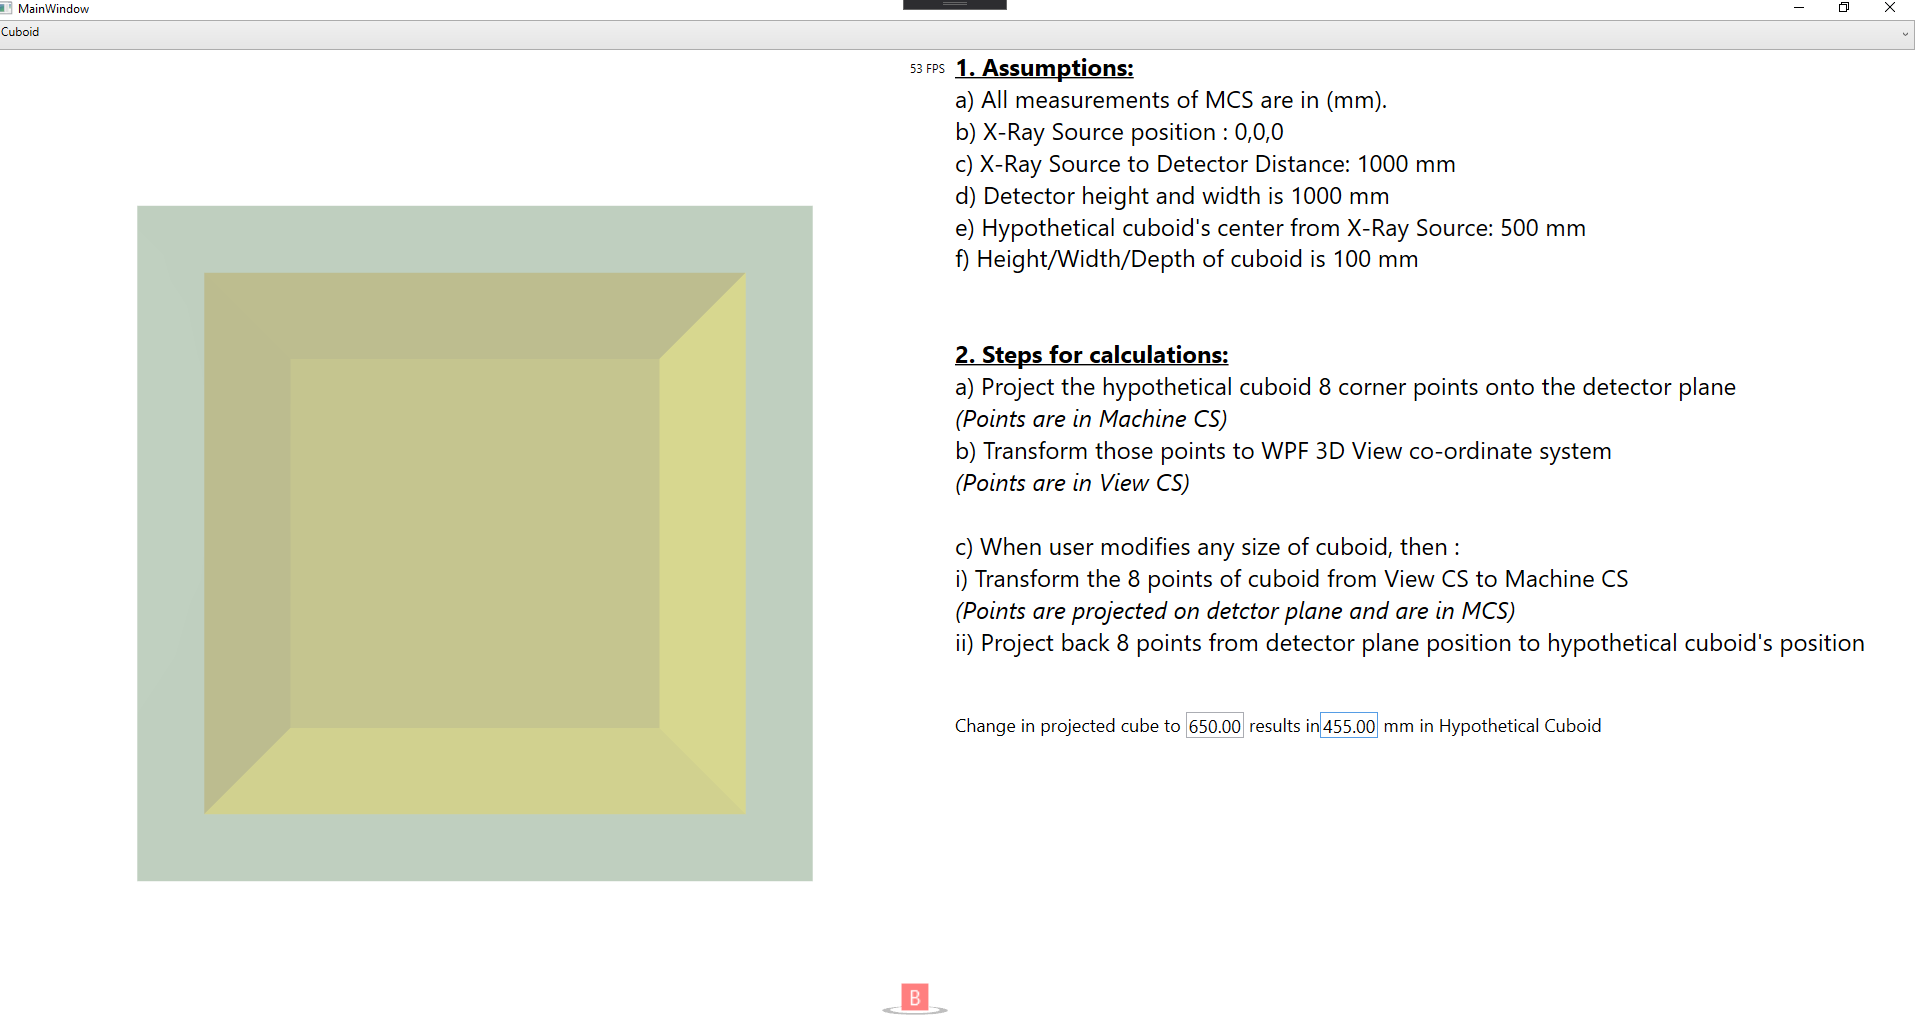 MainWindow
Cuboid
53 FPS
1. Assumptions:
a) All measurements of MCS are in (mm).
b) X-Ray Source position : 0,0,0
c) X-Ray Source to Detector Distance: 1000 mm
d) Detector height and width is 1000 mm
e) Hypothetical cuboid's center from X-Ray Source: 500 mm
f) Height/Width/Depth of cuboid is 100 mm
2. Steps for calculations:
a) Project the hypothetical cuboid 8 corner points onto the detector plane
(Points are in Machine CS)
b) Transform those points to WPF 3D View co-ordinate system
(Points are in View CS)
c) When user modifies any size of cuboid, then :
i) Transform the 8 points of cuboid from View CS to Machine CS
(Points are projected on detctor plane and are in MCS)
ii) Project back 8 points from detector plane position to hypothetical cuboid's position
Change in projected cube to 650.00 results in 455.00 mm in Hypothetical Cuboid
B